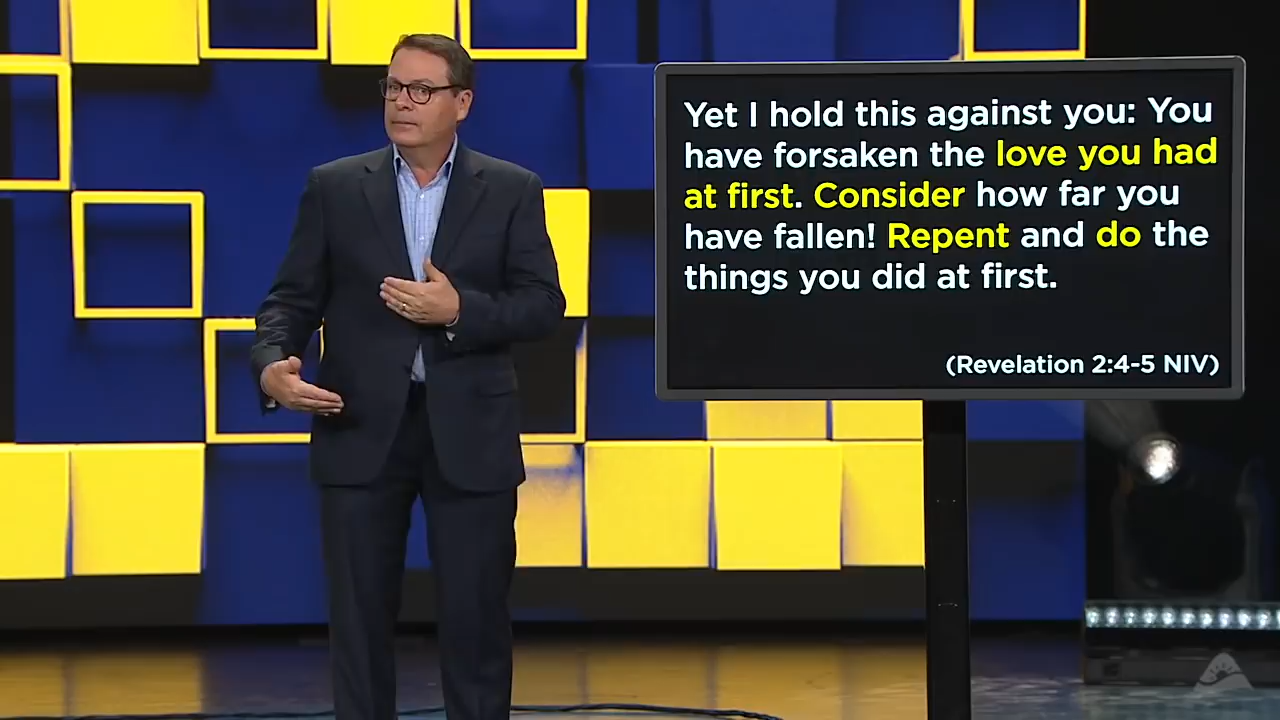 Yet I hold this against you: You
have forsaken the love you had
at first. Consider how far you
have fallen! Repent and do the
things you did at first.
(Revelation 2:4-5 NIV)